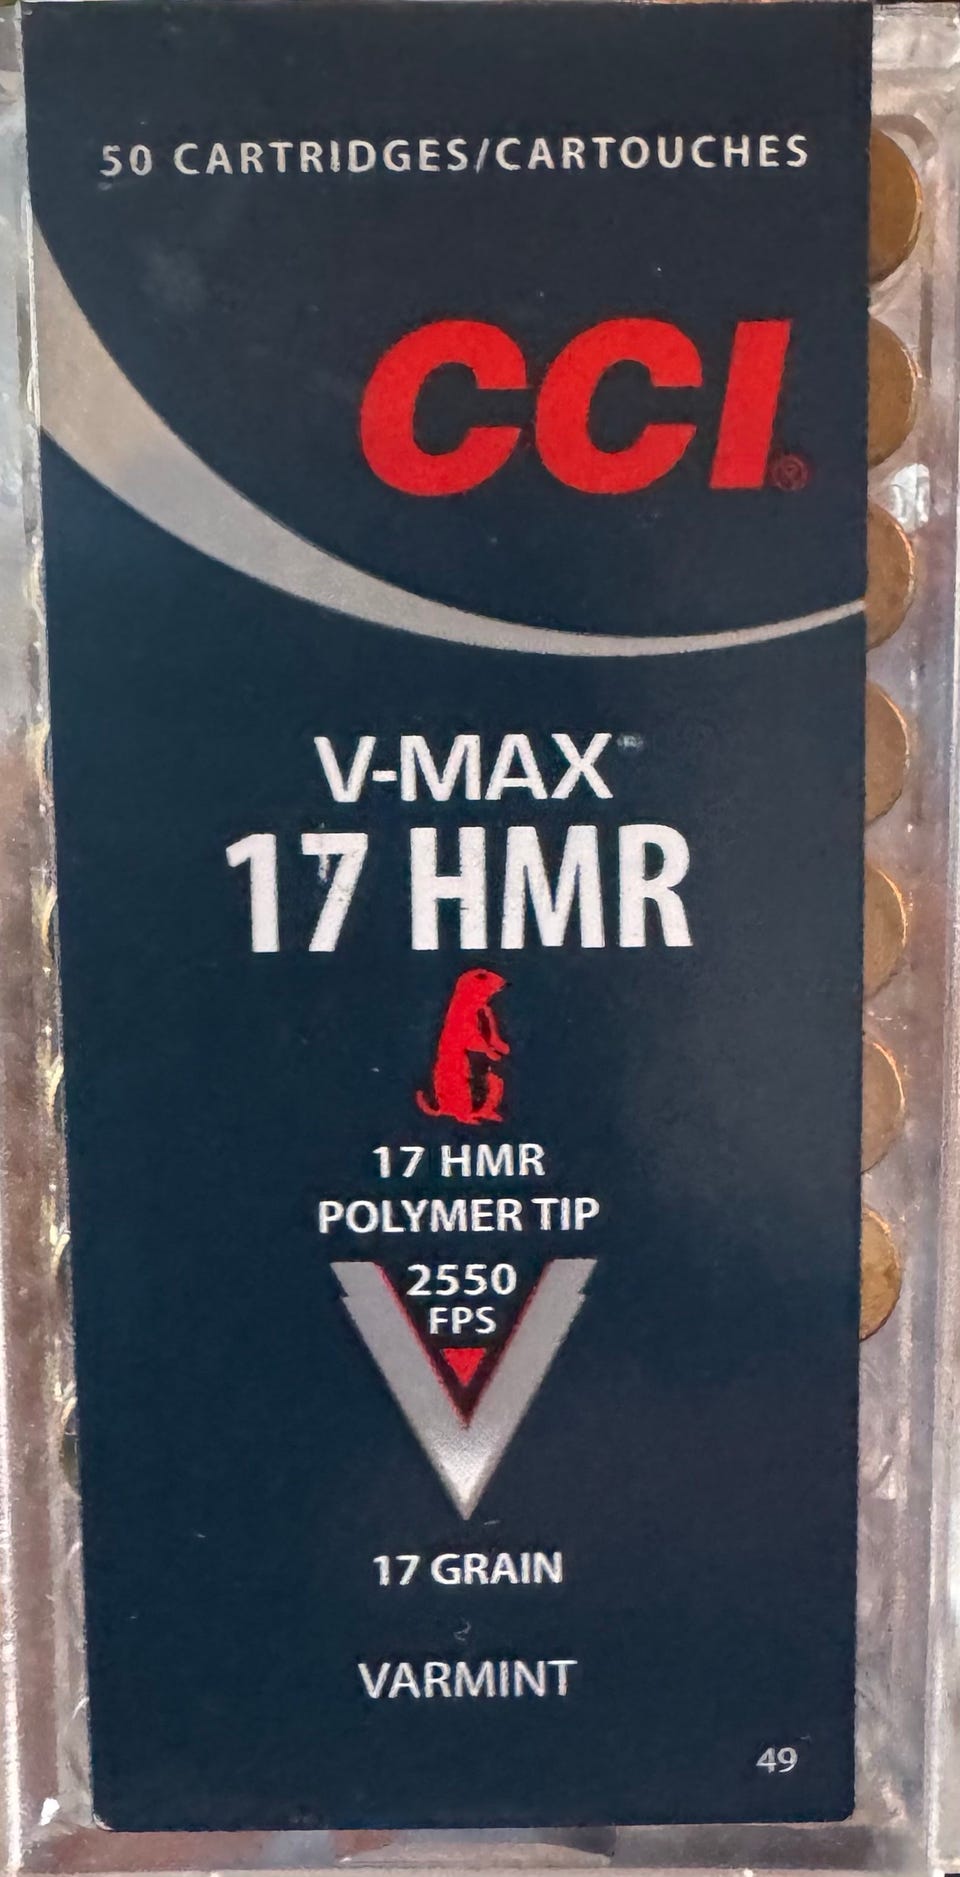 50 CARTRIDGES/CARTOUCHES
CCI®
V-MAX
17 HMR
17 HMR
POLYMER TIP
2550
FPS
17 GRAIN
VARMINT
49